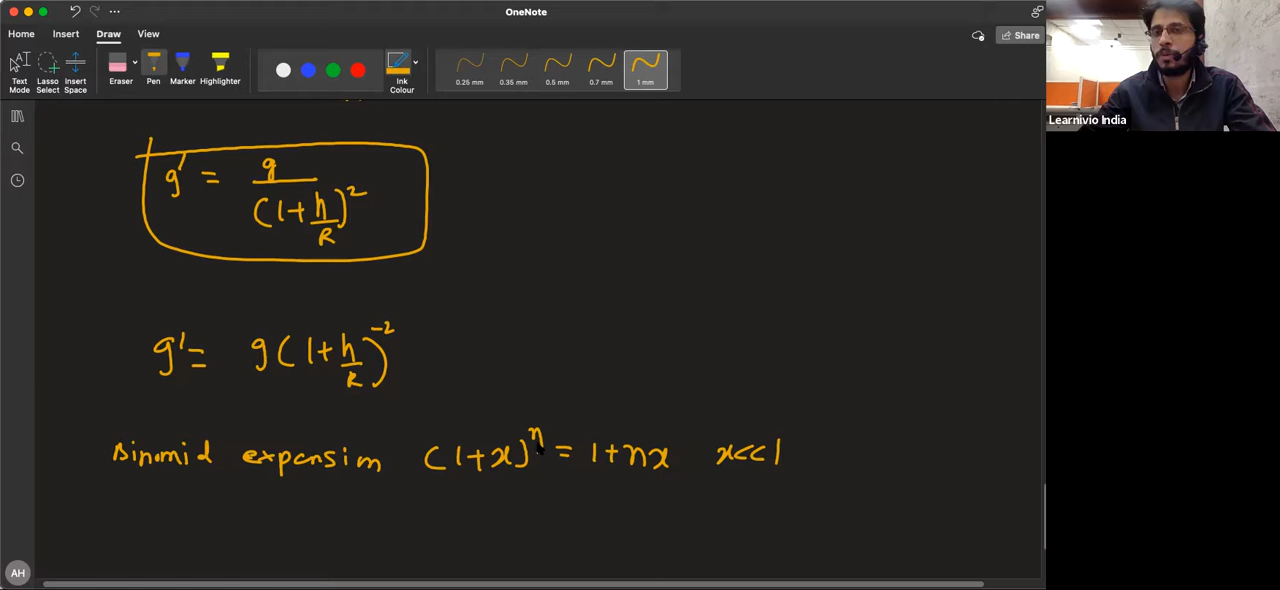 OneNote
Home Insert Draw View
Share
Text Mode Lasso Select Insert Space Eraser Pen Marker Highlighter Ink Colour 0.25 mm 0.35 mm 0.5 mm 0.7 mm 1 mm
Learnivio India
g' = g / (1 + h/R)^2
g' = g(1 + h/R)^-2
Binomial expansion (1+x)^n = 1+nx x<<1
AH